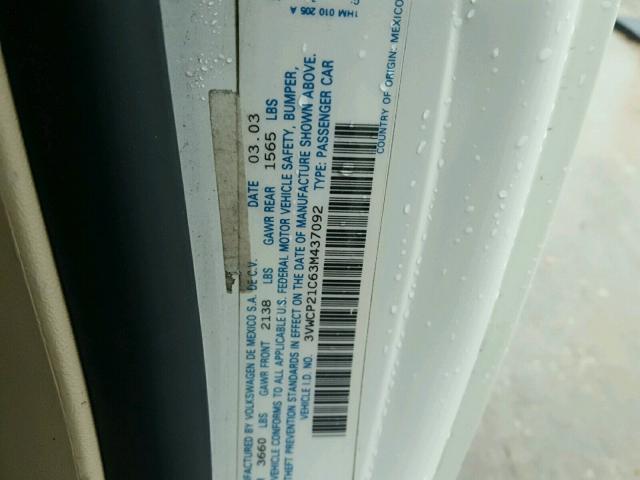 1HM 010 205 A
MANUFACTURED BY VOLKSWAGEN DE MEXICO S.A. DE C.V. DATE 03.03
3660 LBS GAWR FRONT 2138 LBS GAWR REAR 1565 LBS
VEHICLE CONFORMS TO ALL APPLICABLE U.S. FEDERAL MOTOR VEHICLE SAFETY, BUMPER,
THEFT PREVENTION STANDARDS IN EFFECT ON THE DATE OF MANUFACTURE SHOWN ABOVE.
VEHICLE I.D. NO. 3VWCP21C63M437092 TYPE: PASSENGER CAR
COUNTRY OF ORIGIN: MEXICO